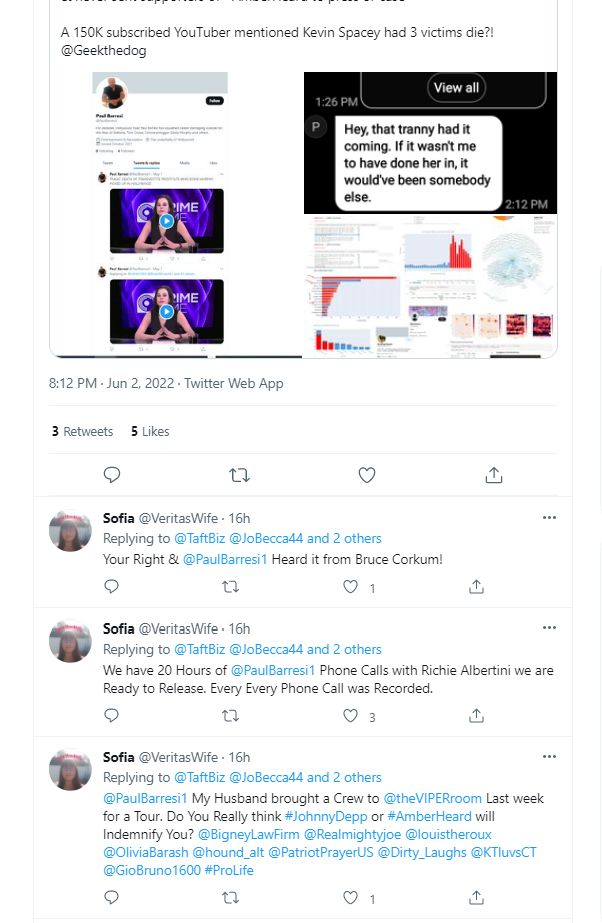 A 150K subscribed YouTuber mentioned Kevin Spacey had 3 victims die?!
@Geekthedog
Follow
Paul Barresi
Tweets Tweets & replies Media Likes
1:26 PM
View all
P
Hey, that tranny had it
coming. If it wasn't me
to have done her in, it
would've been somebody
else.
2:12 PM
8:12 PM · Jun 2, 2022 · Twitter Web App
3 Retweets 5 Likes
Sofia @VeritasWife · 16h
Replying to @TaftBiz @JoBecca44 and 2 others
Your Right & @PaulBarresi1 Heard it from Bruce Corkum!
1
Sofia @VeritasWife · 16h
Replying to @TaftBiz @JoBecca44 and 2 others
We have 20 Hours of @PaulBarresi1 Phone Calls with Richie Albertini we are
Ready to Release. Every Every Phone Call was Recorded.
3
Sofia @VeritasWife · 16h
Replying to @TaftBiz @JoBecca44 and 2 others
@PaulBarresi1 My Husband brought a Crew to @theVIPERroom Last week
for a Tour. Do You Really think #JohnnyDepp or #AmberHeard will
Indemnify You? @BigneyLawFirm @Realmightyjoe @louistheroux
@OliviaBarash @hound_alt @PatriotPrayerUS @Dirty_Laughs @KTluvsCT
@GioBruno1600 #ProLife
1